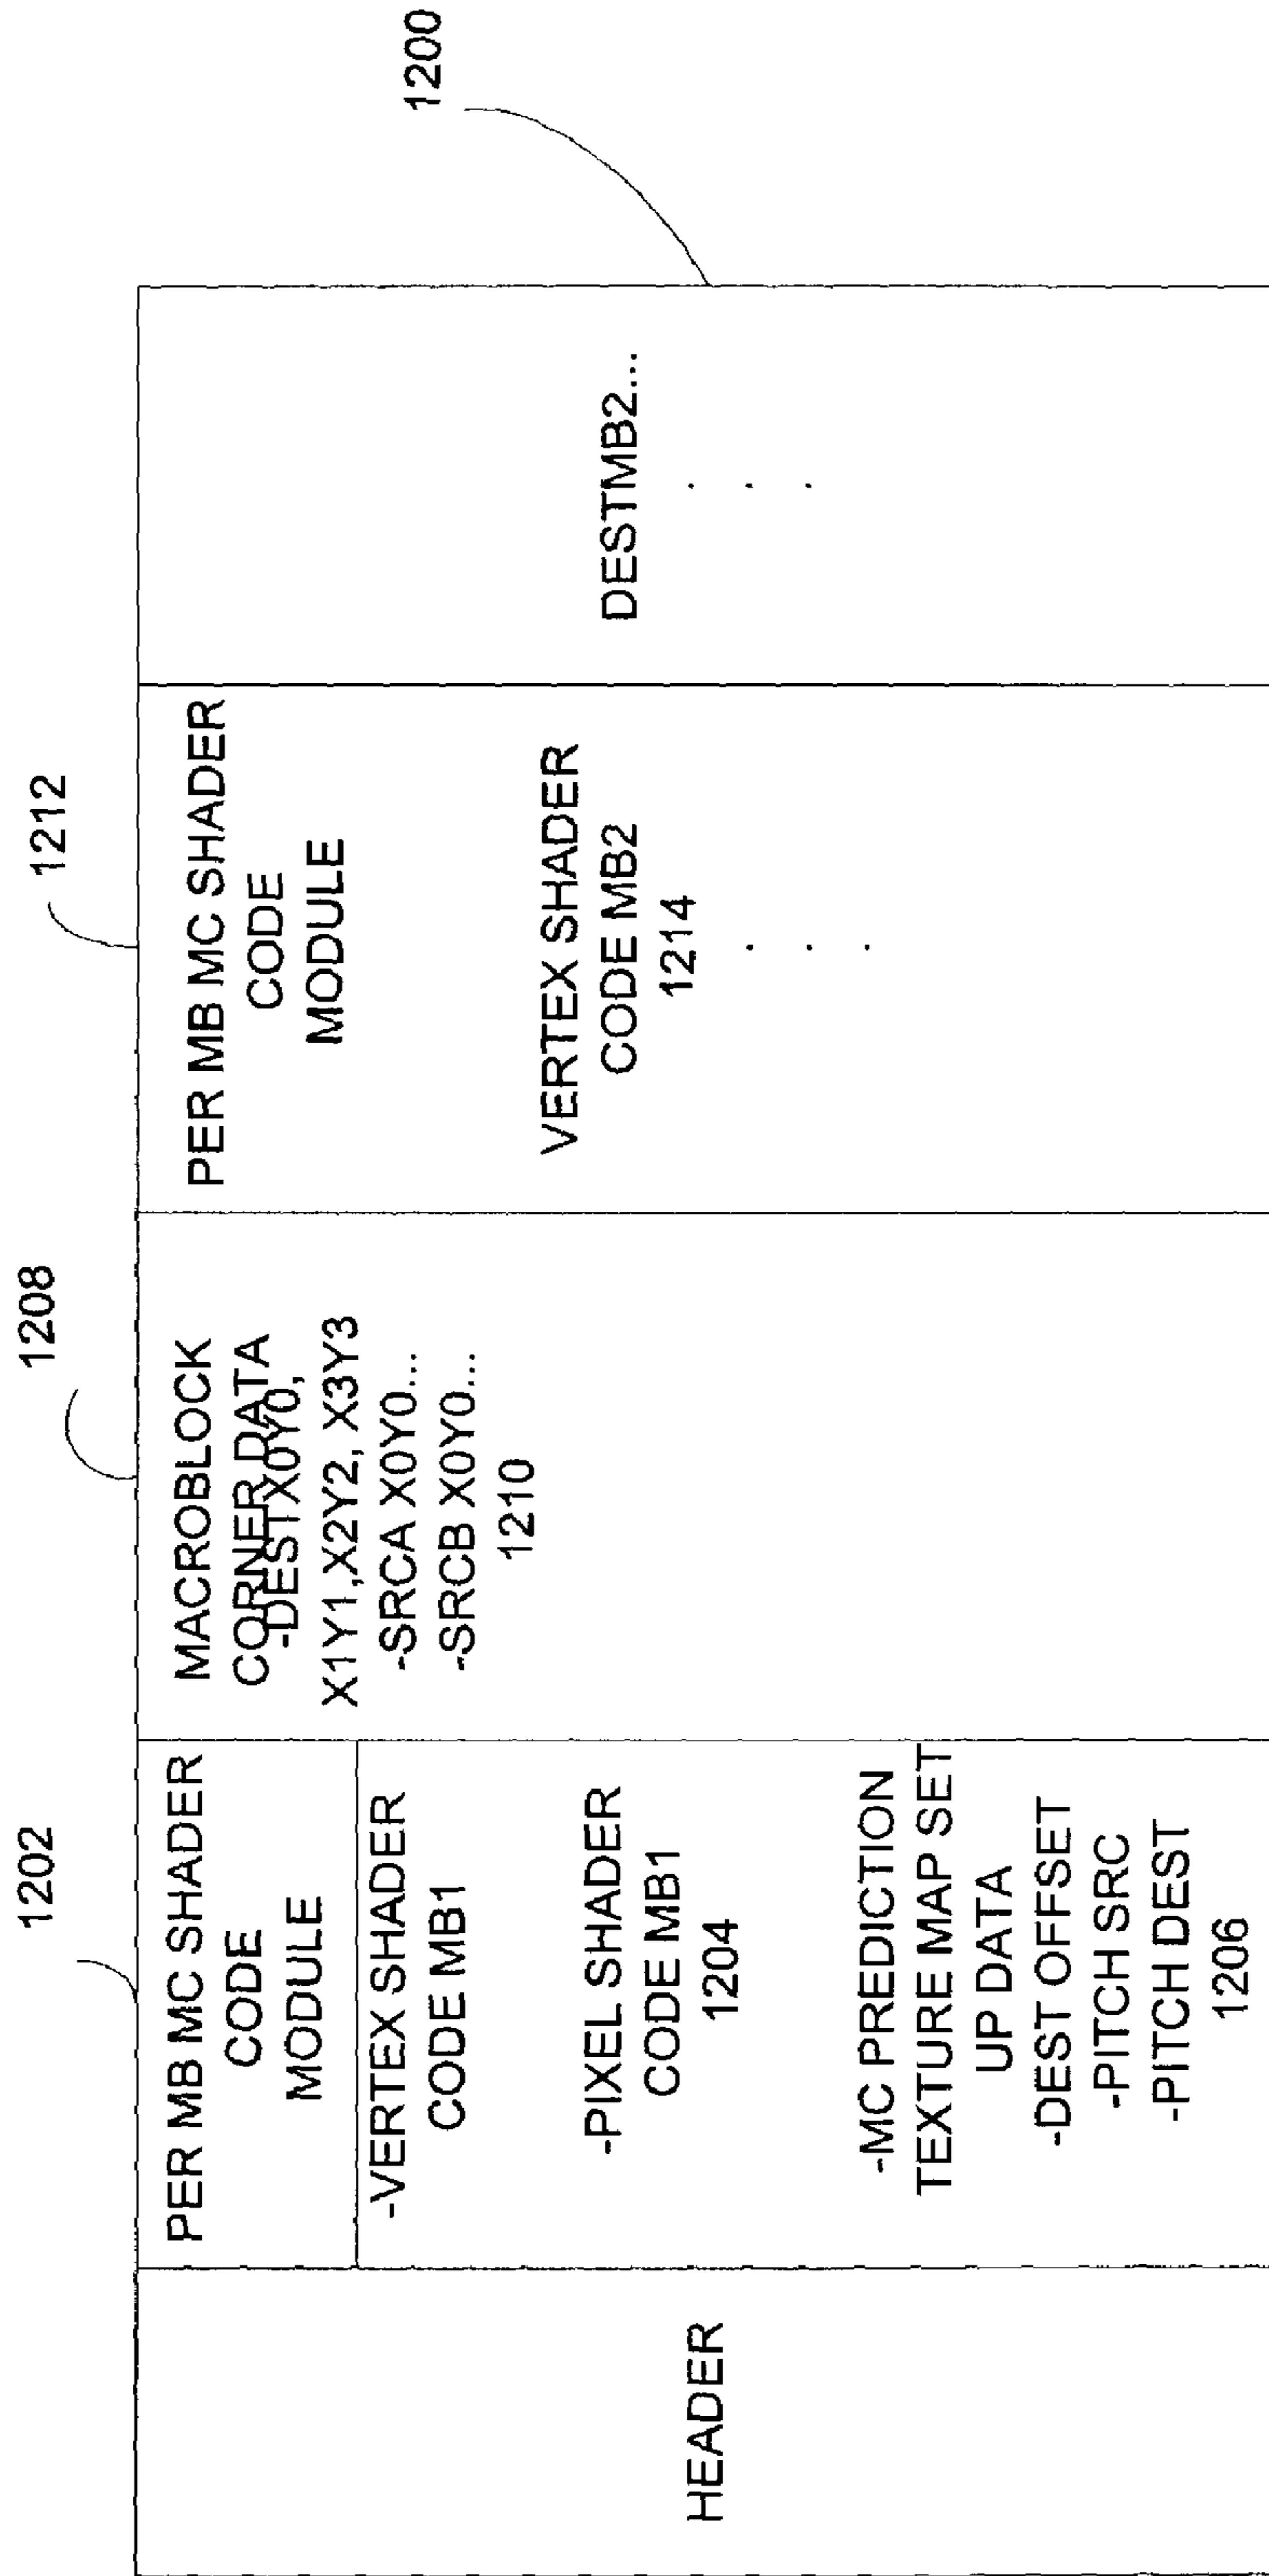 1200
1202
1208
1212
HEADER
PER MB MC SHADER
CODE
MODULE
-VERTEX SHADER
CODE MB1
-PIXEL SHADER
CODE MB1
1204
-MC PREDICTION
TEXTURE MAP SET
UP DATA
-DEST OFFSET
-PITCH SRC
-PITCH DEST
1206
MACROBLOCK
CORNER DATA
-DESTX0Y0,
X1Y1,X2Y2, X3Y3
-SRCA X0Y0...
-SRCB X0Y0...
1210
PER MB MC SHADER
CODE
MODULE
VERTEX SHADER
CODE MB2
1214
. . .
DESTMB2...
. . .